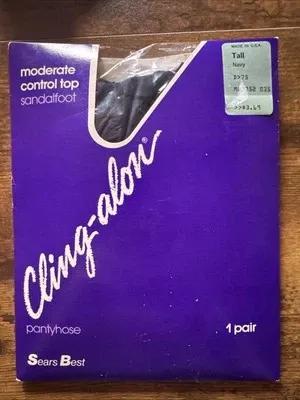 moderate
control top
sandalfoot
MADE IN U.S.A.
Tall
Navy
Cling-alon®
pantyhose
1 pair
Sears Best